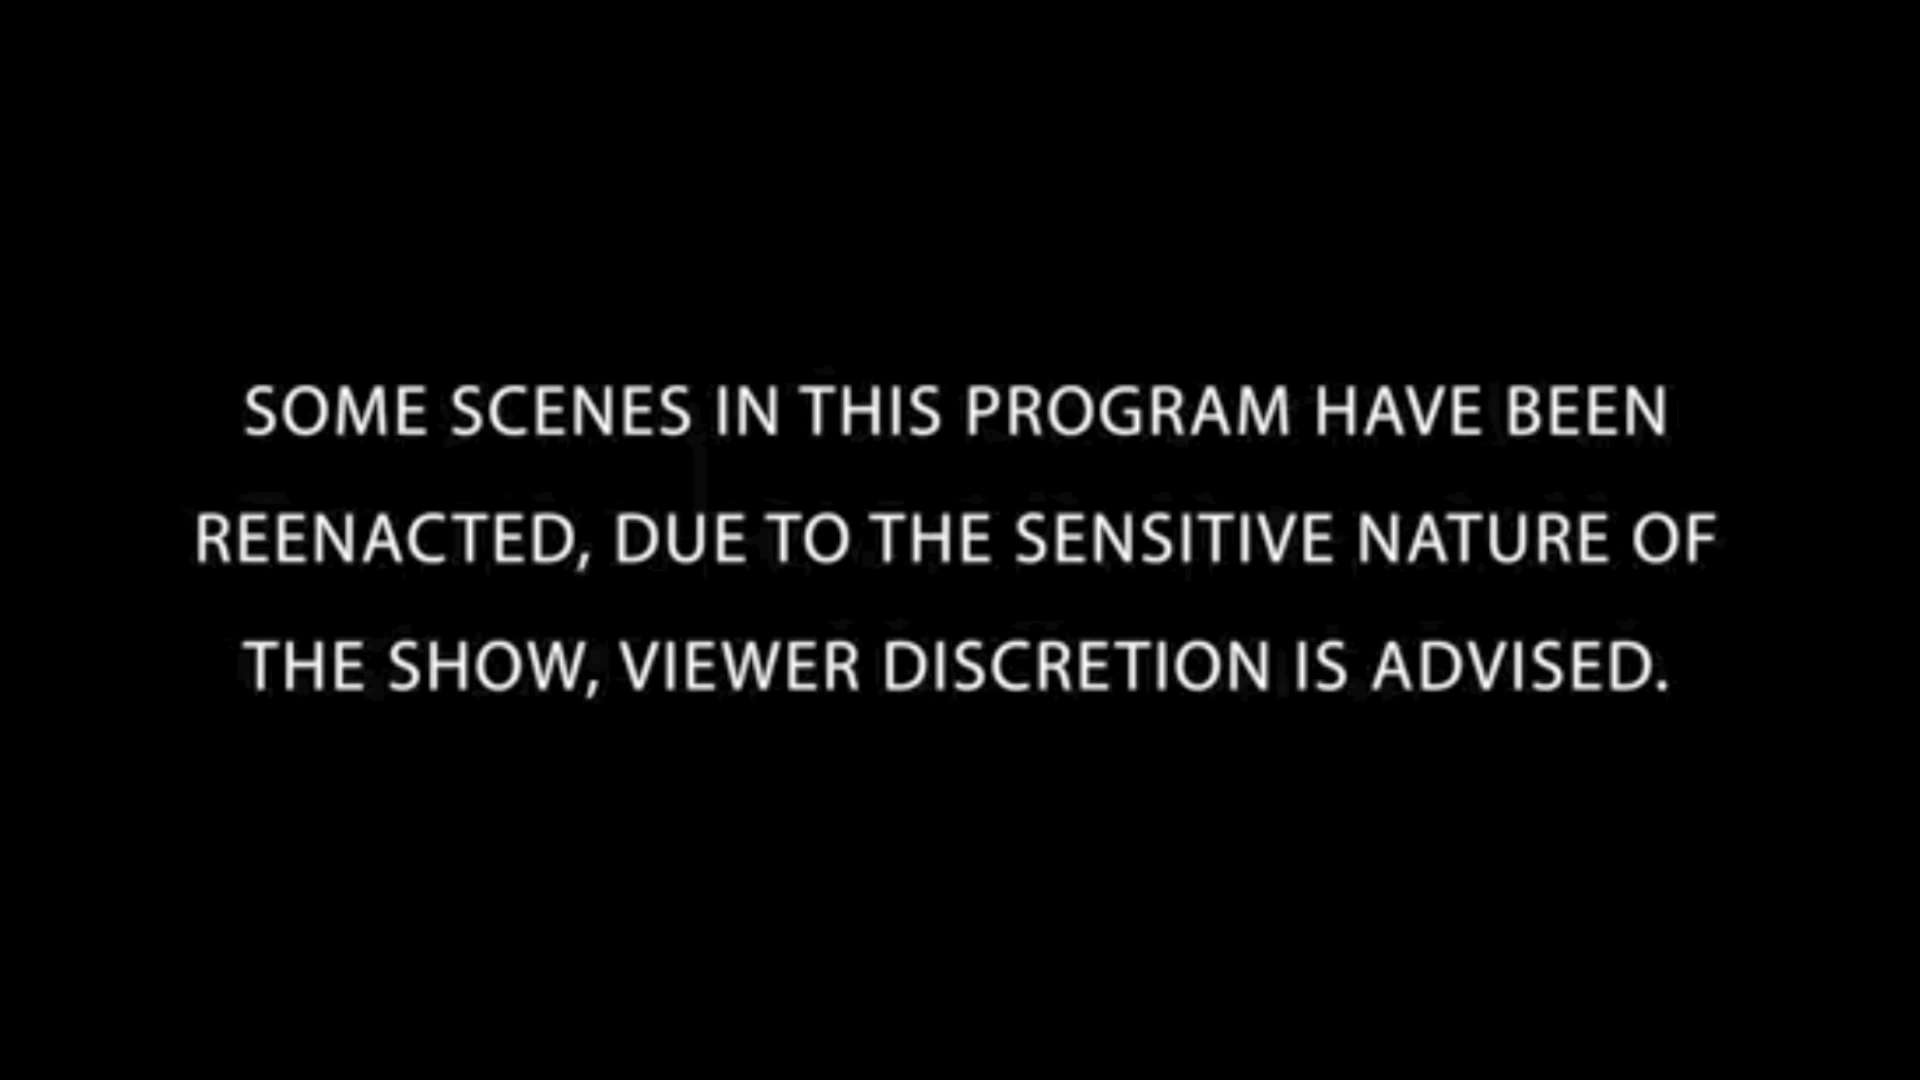 SOME SCENES IN THIS PROGRAM HAVE BEEN
REENACTED, DUE TO THE SENSITIVE NATURE OF
THE SHOW, VIEWER DISCRETION IS ADVISED.